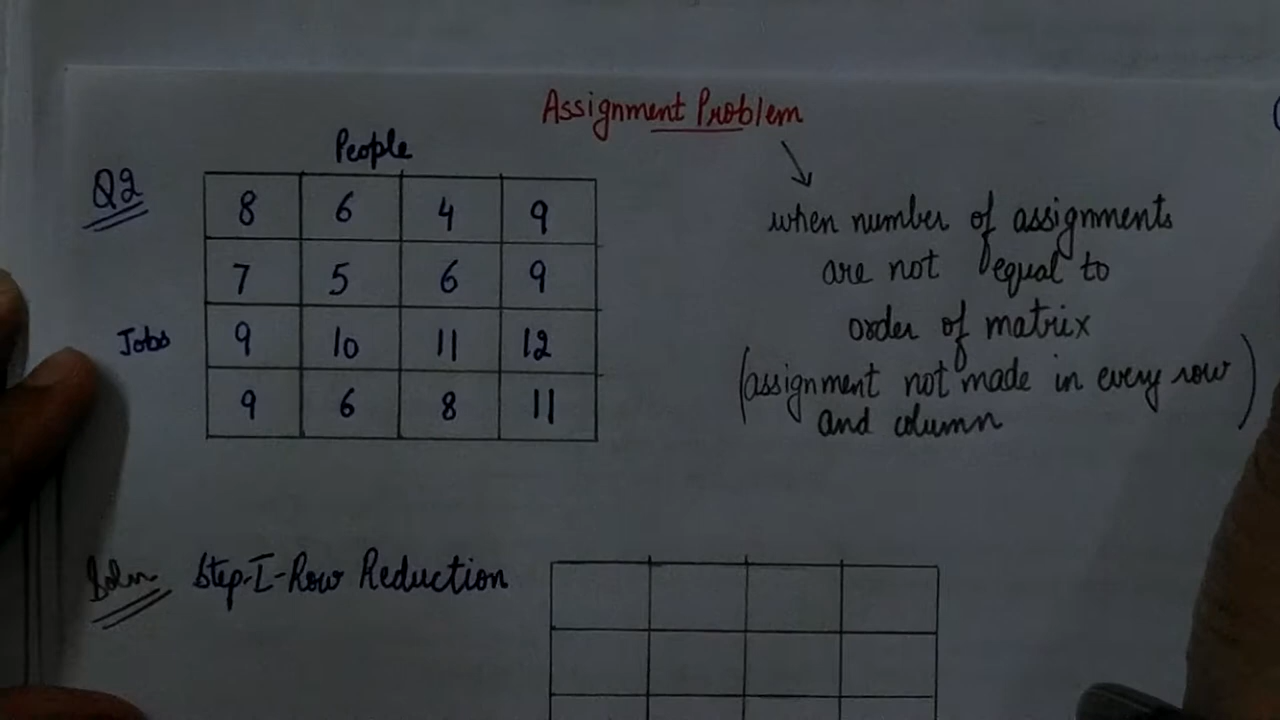 Assignment Problem
People
Q2
8 6 4 9
7 5 6 9
Jobs
9 10 11 12
9 6 8 11
when number of assignments
are not equal to
order of matrix
(assignment not made in every row
and column)
Soln Step-I-Row Reduction